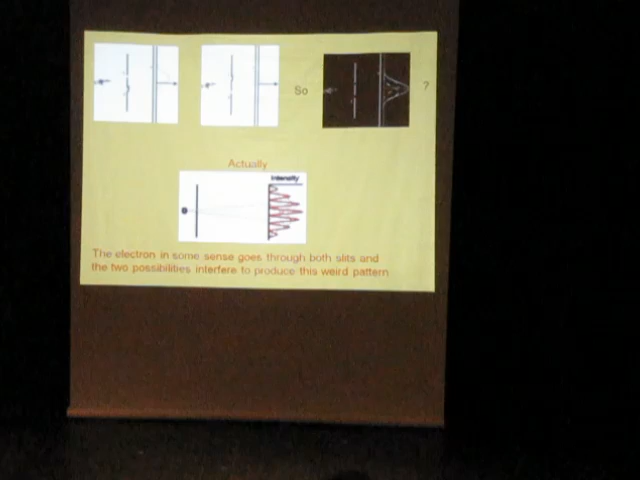 So
?
Actually
Intensity
The electron in some sense goes through both slits and
the two possibilities interfere to produce this weird pattern